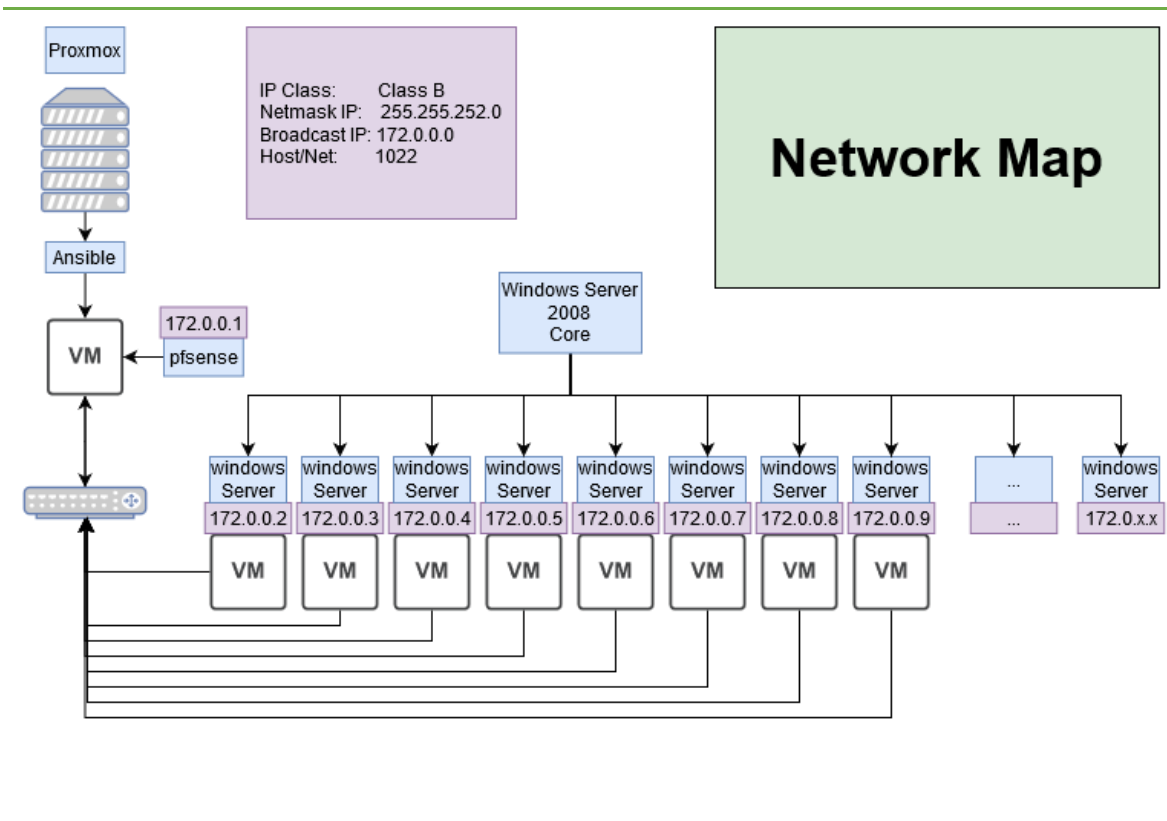 Proxmox
IP Class: Class B
Netmask IP: 255.255.252.0
Broadcast IP: 172.0.0.0
Host/Net: 1022
Network Map
Ansible
Windows Server
2008
Core
172.0.0.1
VM
pfsense
windows
Server
172.0.0.2
VM
windows
Server
172.0.0.3
VM
windows
Server
172.0.0.4
VM
windows
Server
172.0.0.5
VM
windows
Server
172.0.0.6
VM
windows
Server
172.0.0.7
VM
windows
Server
172.0.0.8
VM
windows
Server
172.0.0.9
VM
...
...
windows
Server
172.0.x.x